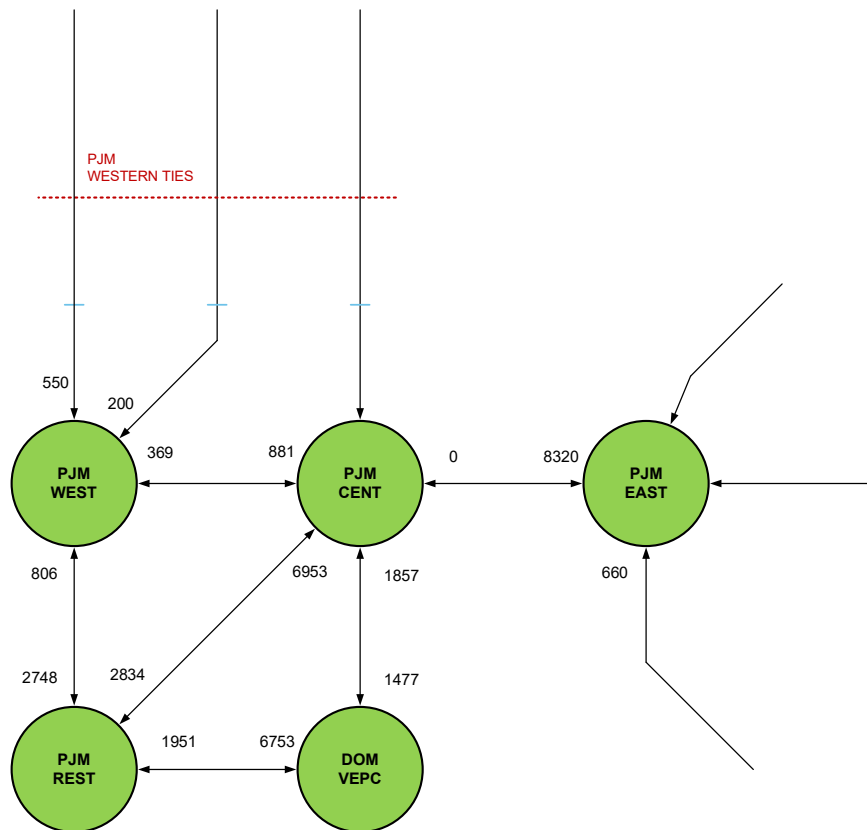 PJM
WESTERN TIES
550
200
369
881
0
8320
PJM
WEST
PJM
CENT
PJM
EAST
806
6953
1857
660
2748
2834
1477
1951
6753
PJM
REST
DOM
VEPC